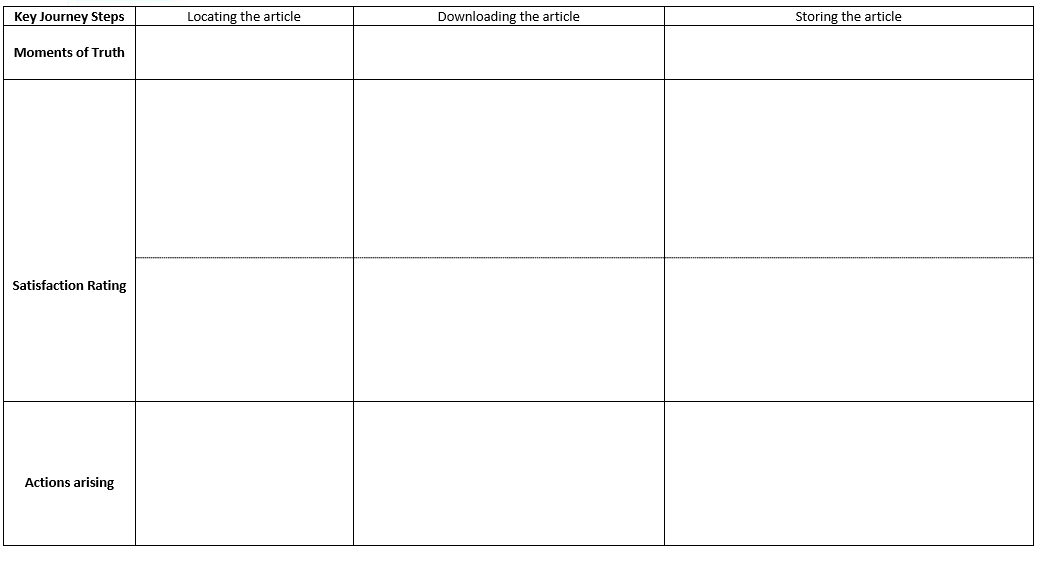 Key Journey Steps
Locating the article
Downloading the article
Storing the article
Moments of Truth
Satisfaction Rating
Actions arising